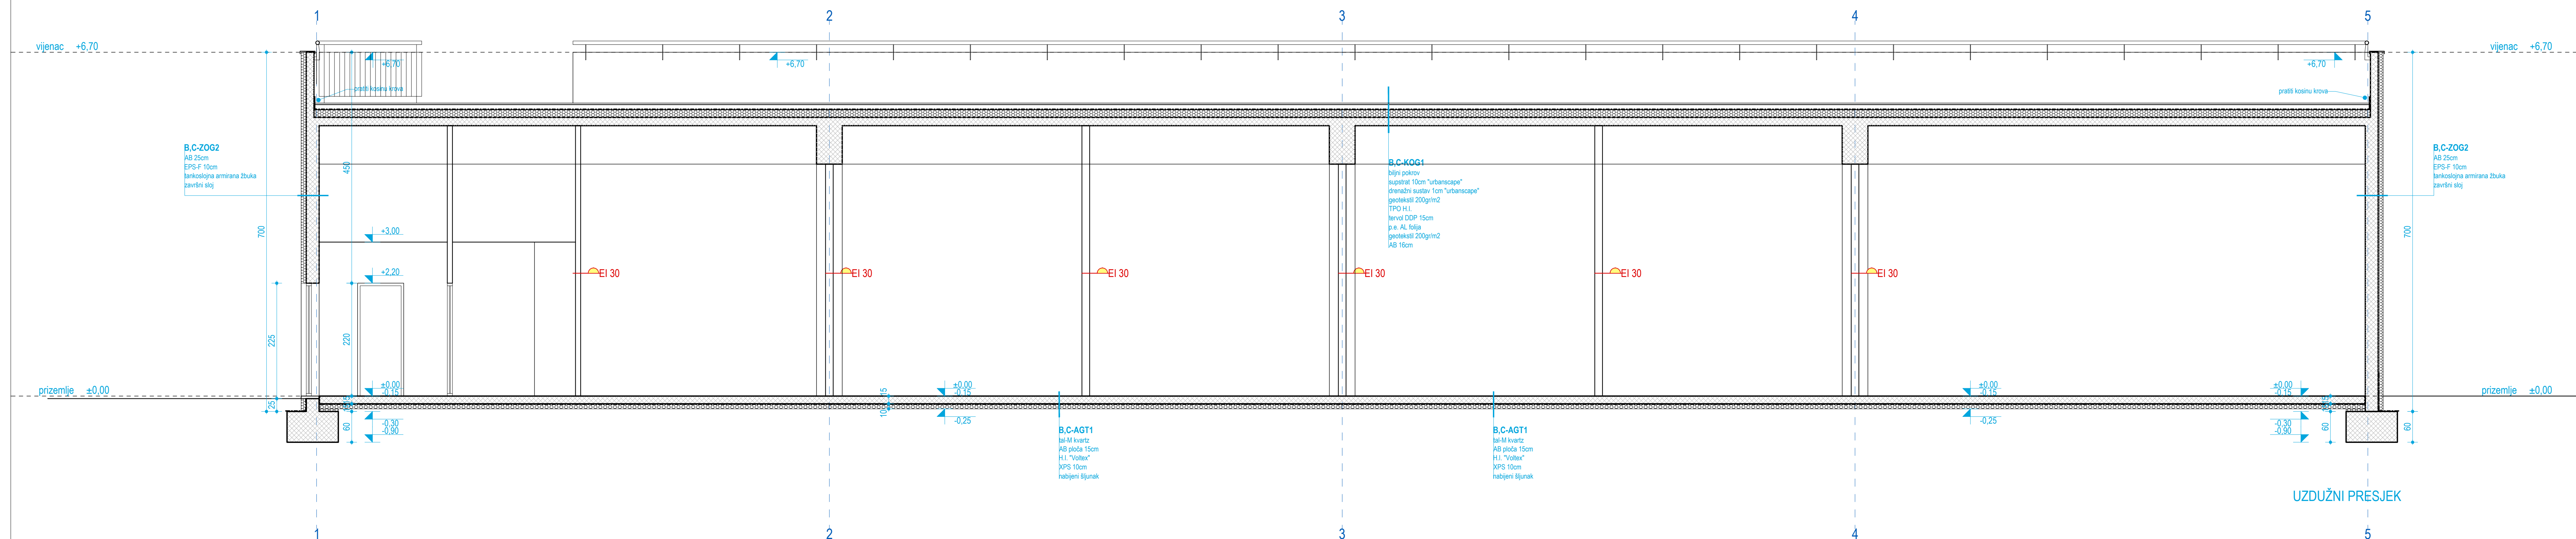 1 2 3 4 5
vijenac +6,70
vijenac +6,70
+6,70
+6,70
+6,70
pratiti kosinu krova
pratiti kosinu krova
B,C-ZOG2
AB 25cm
EPS-F 10cm
tankoslojna armirana žbuka
završni sloj
B,C-KOG1
biljni pokrov
supstrat 10cm "urbanscape"
drenažni sustav 1cm "urbanscape"
geotekstil 200gr/m2
TPO H.I.
tervol DDP 15cm
p.e. AL folija
geotekstil 200gr/m2
AB 16cm
B,C-ZOG2
AB 25cm
EPS-F 10cm
tankoslojna armirana žbuka
završni sloj
450
700
700
+3,00
+2,20
EI 30
EI 30
EI 30
EI 30
EI 30
EI 30
225
220
prizemlje ±0,00
±0,00
-0,15
±0,00
-0,15
±0,00
-0,15
±0,00
-0,15
prizemlje ±0,00
25
15
10
60
-0,30
-0,90
-0,25
-0,25
-0,30
-0,90
60
60
B,C-AGT1
tal-M kvartz
AB ploča 15cm
H.I. "Voltex"
XPS 10cm
nabijeni šljunak
B,C-AGT1
tal-M kvartz
AB ploča 15cm
H.I. "Voltex"
XPS 10cm
nabijeni šljunak
UZDUŽNI PRESJEK
1 2 3 4 5